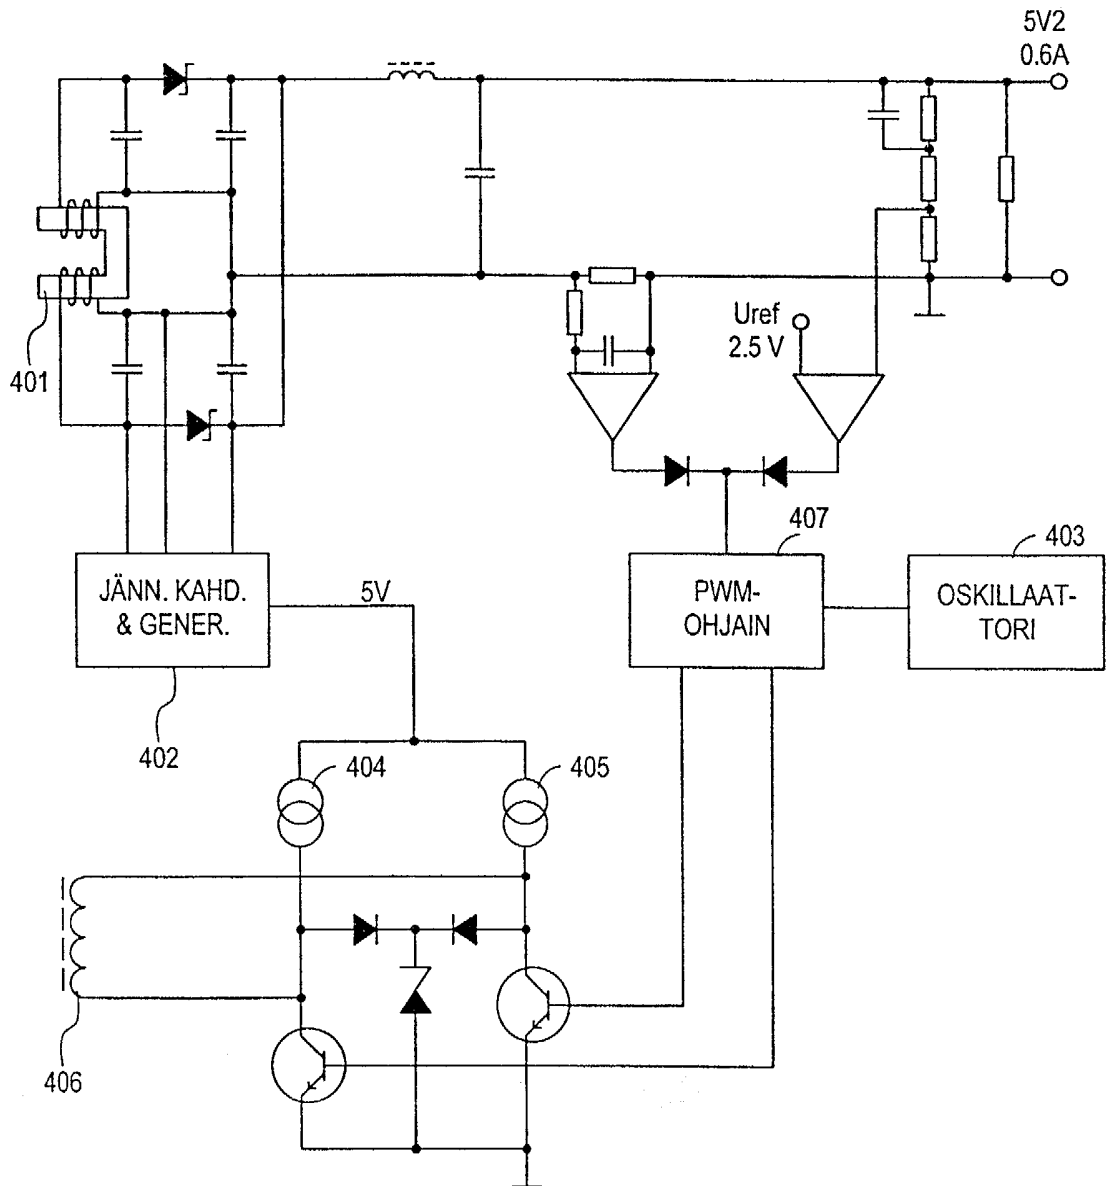 5V2
0.6A
401
Uref
2.5 V
407
403
JÄNN. KAHD.
& GENER.
5V
PWM-
OHJAIN
OSKILLAAT-
TORI
402
404
405
406